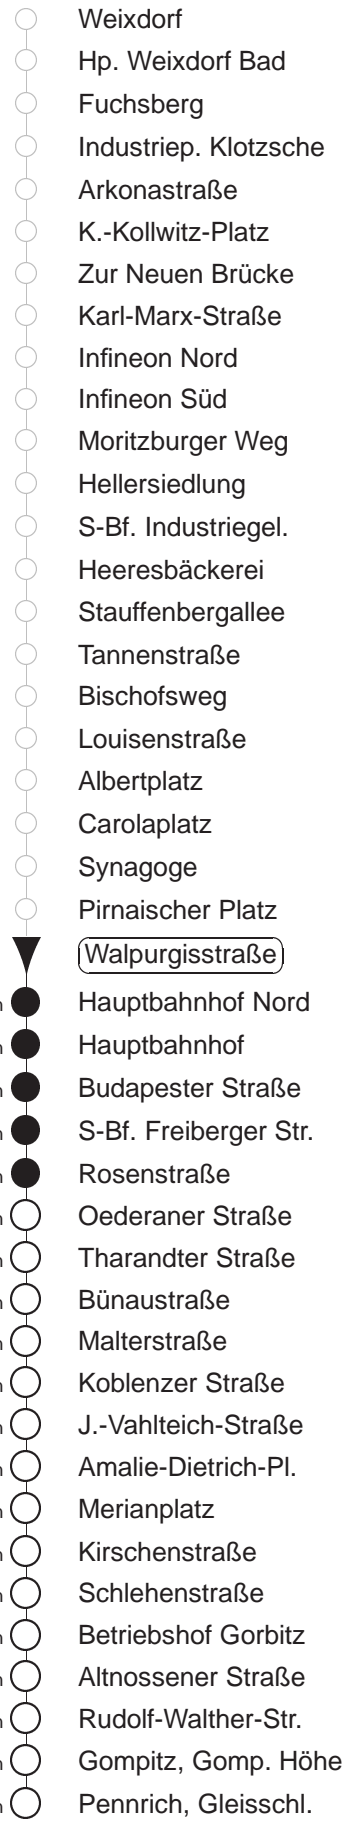 Weixdorf
Hp. Weixdorf Bad
Fuchsberg
Industriep. Klotzsche
Arkonastraße
K.-Kollwitz-Platz
Zur Neuen Brücke
Karl-Marx-Straße
Infineon Nord
Infineon Süd
Moritzburger Weg
Hellersiedlung
S-Bf. Industriegel.
Heeresbäckerei
Stauffenbergallee
Tannenstraße
Bischofsweg
Louisenstraße
Albertplatz
Carolaplatz
Synagoge
Pirnaischer Platz
Walpurgisstraße
Hauptbahnhof Nord
Hauptbahnhof
Budapester Straße
S-Bf. Freiberger Str.
Rosenstraße
Oederaner Straße
Tharandter Straße
Bünaustraße
Malterstraße
Koblenzer Straße
J.-Vahlteich-Straße
Amalie-Dietrich-Pl.
Merianplatz
Kirschenstraße
Schlehenstraße
Betriebshof Gorbitz
Altnossener Straße
Rudolf-Walther-Str.
Gompitz, Gomp. Höhe
Pennrich, Gleisschl.